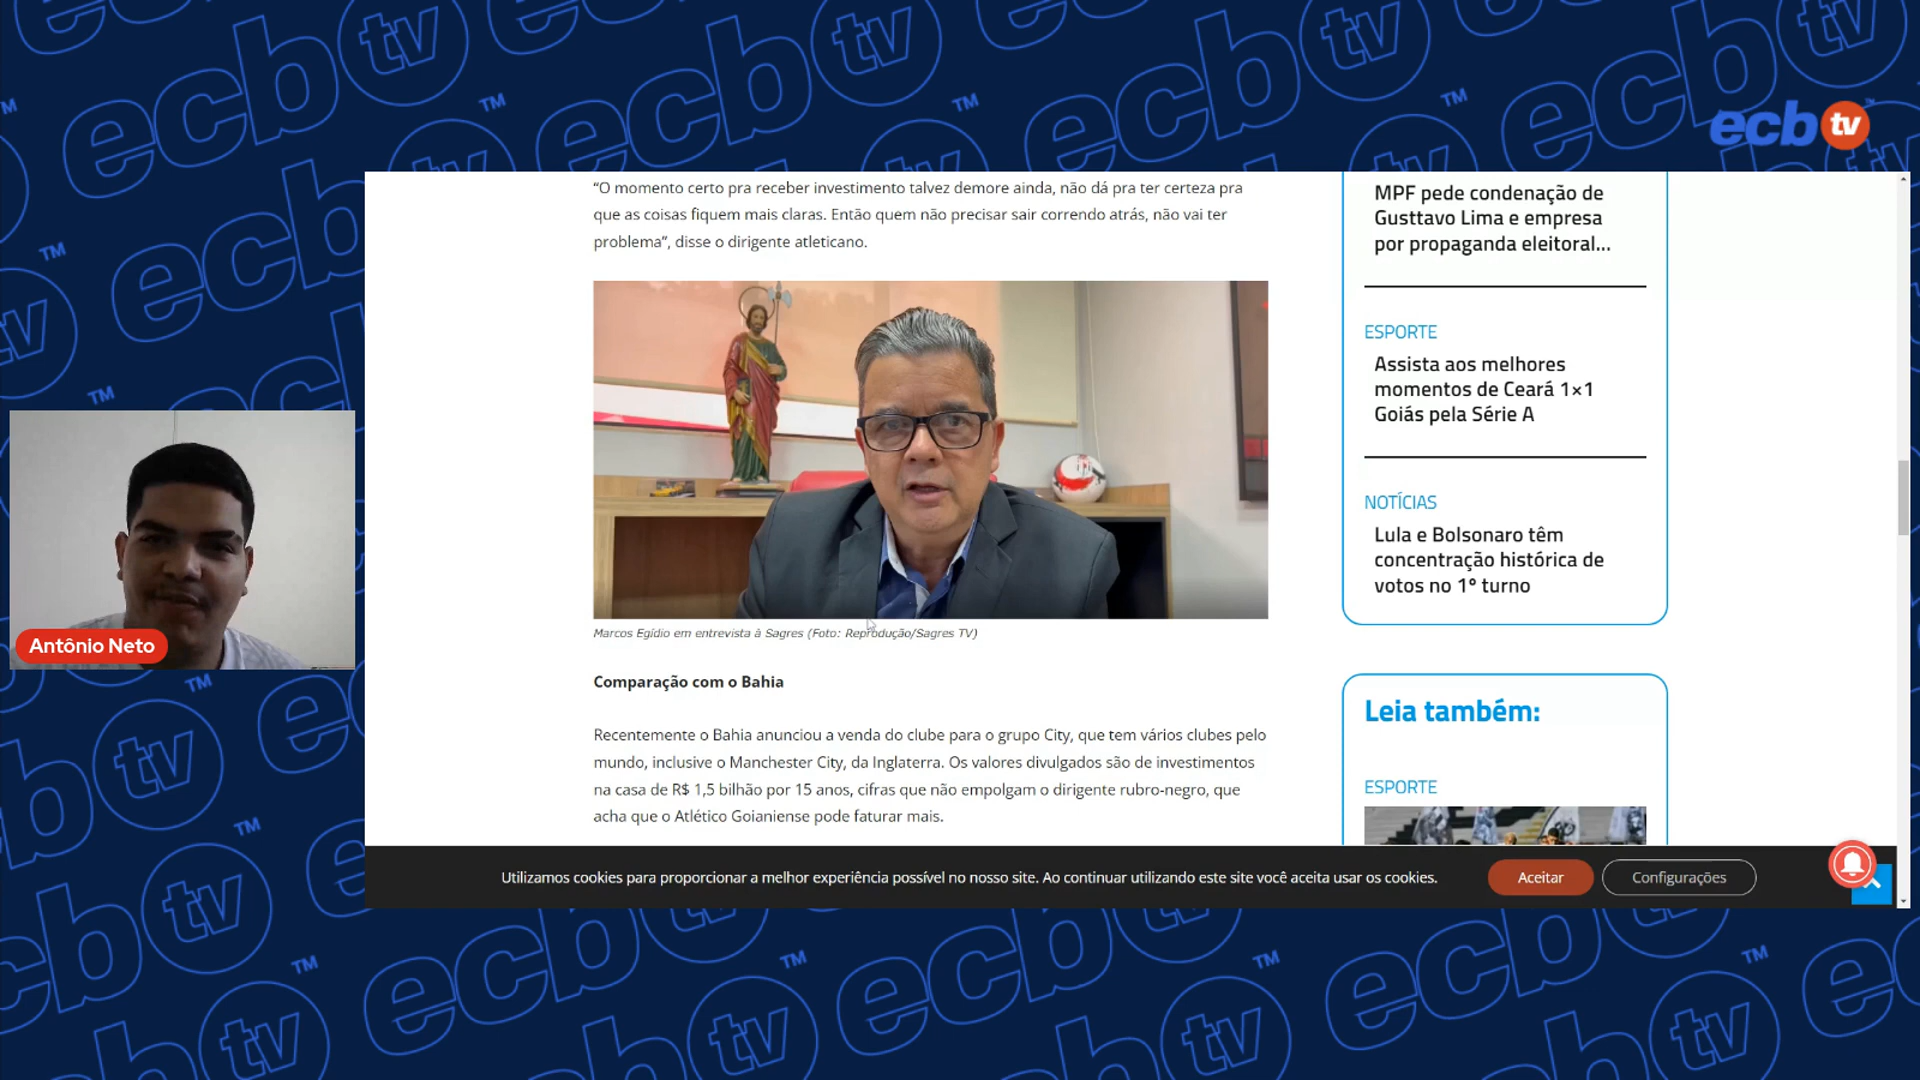 ecb tv
“O momento certo pra receber investimento talvez demore ainda, não dá pra ter certeza pra
que as coisas fiquem mais claras. Então quem não precisar sair correndo atrás, não vai ter
problema”, disse o dirigente atleticano.
Marcos Egídio em entrevista à Sagres (Foto: Reprodução/Sagres TV)
Comparação com o Bahia
Recentemente o Bahia anunciou a venda do clube para o grupo City, que tem vários clubes pelo
mundo, inclusive o Manchester City, da Inglaterra. Os valores divulgados são de investimentos
na casa de R$ 1,5 bilhão por 15 anos, cifras que não empolgam o dirigente rubro-negro, que
acha que o Atlético Goianiense pode faturar mais.
MPF pede condenação de
Gusttavo Lima e empresa
por propaganda eleitoral...
ESPORTE
Assista aos melhores
momentos de Ceará 1×1
Goiás pela Série A
NOTÍCIAS
Lula e Bolsonaro têm
concentração histórica de
votos no 1º turno
Leia também:
ESPORTE
Antônio Neto
Utilizamos cookies para proporcionar a melhor experiência possível no nosso site. Ao continuar utilizando este site você aceita usar os cookies.
Aceitar
Configurações